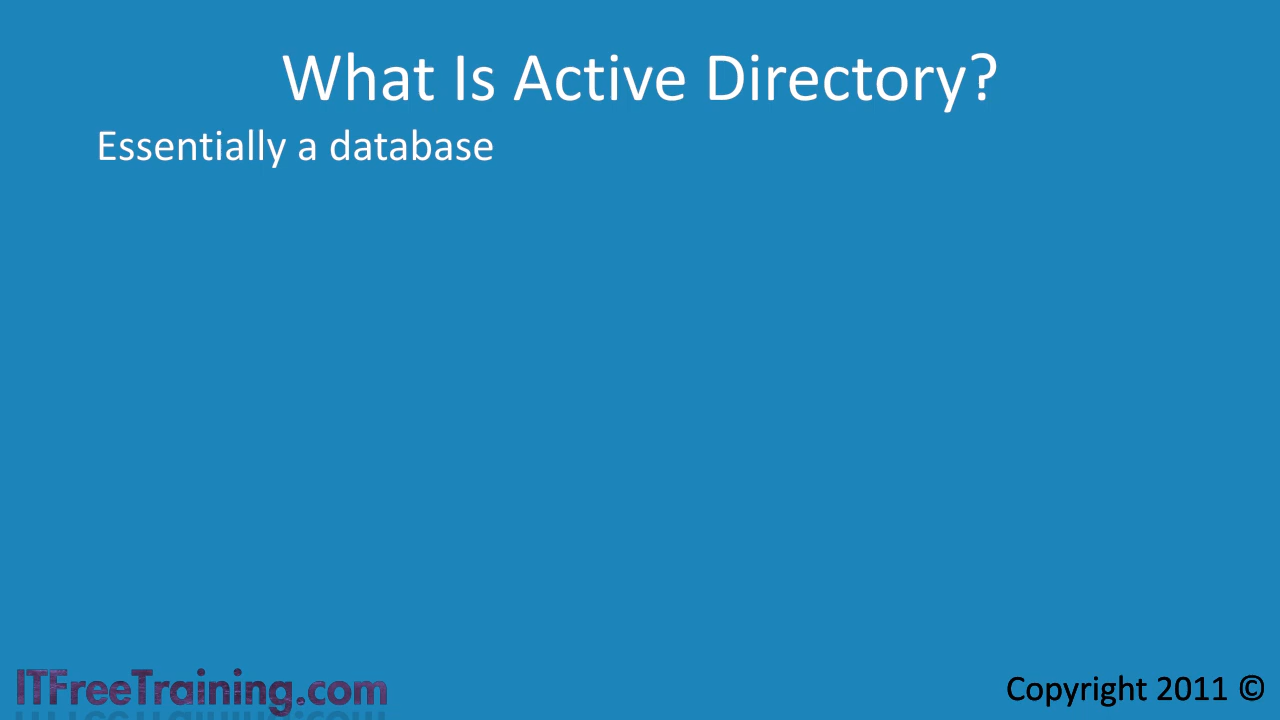 What Is Active Directory?
Essentially a database
ITFreeTraining.com
Copyright 2011 ©